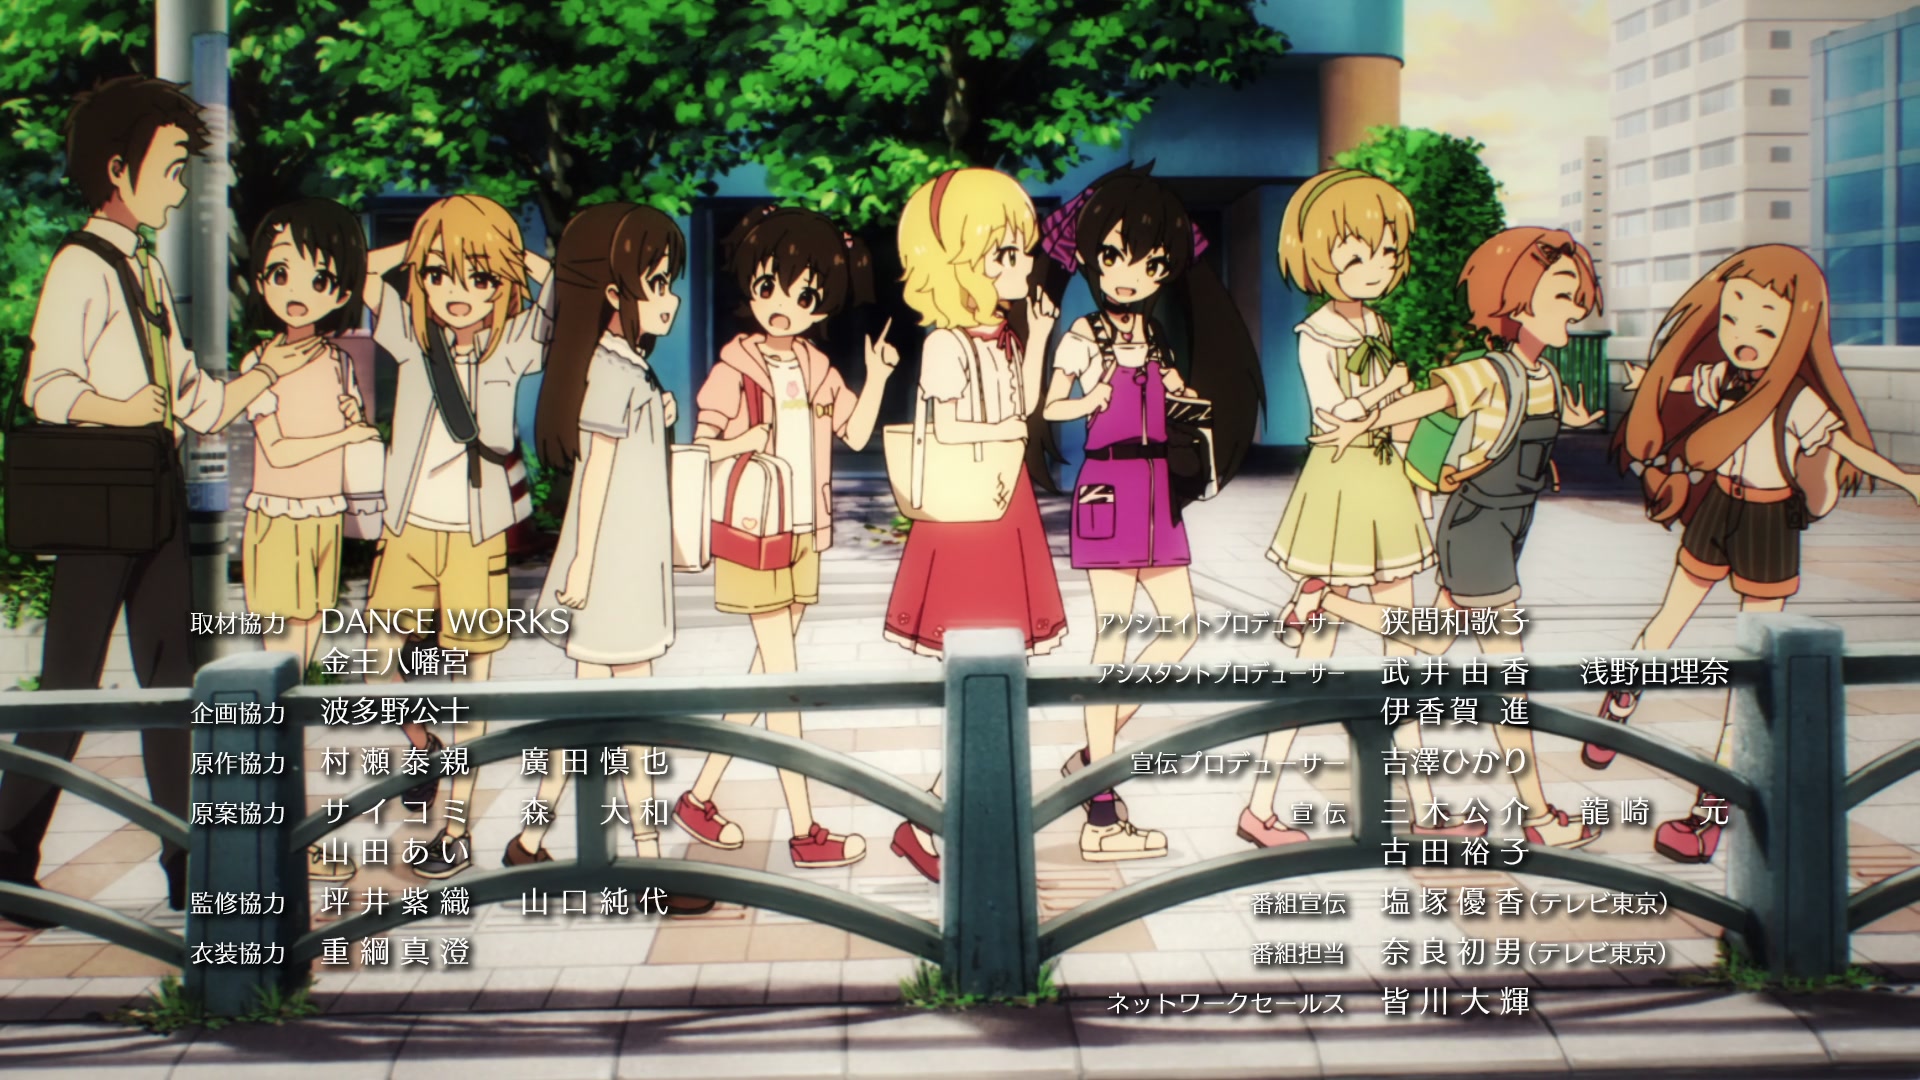 取材協力 DANCE WORKS
金王八幡宮
企画協力 波多野公士
原作協力 村瀬泰親 廣田慎也
原案協力 サイコミ 森 大和
山田あい
監修協力 坪井紫織 山口純代
衣装協力 重綱真澄
アソシエイトプロデューサー 狭間和歌子
アシスタントプロデューサー 武井由香 浅野由理奈
伊香賀 進
宣伝プロデューサー 吉澤ひかり
宣伝 三木公介 龍崎 元
古田裕子
番組宣伝 塩塚優香(テレビ東京)
番組担当 奈良初男(テレビ東京)
ネットワークセールス 皆川大輝